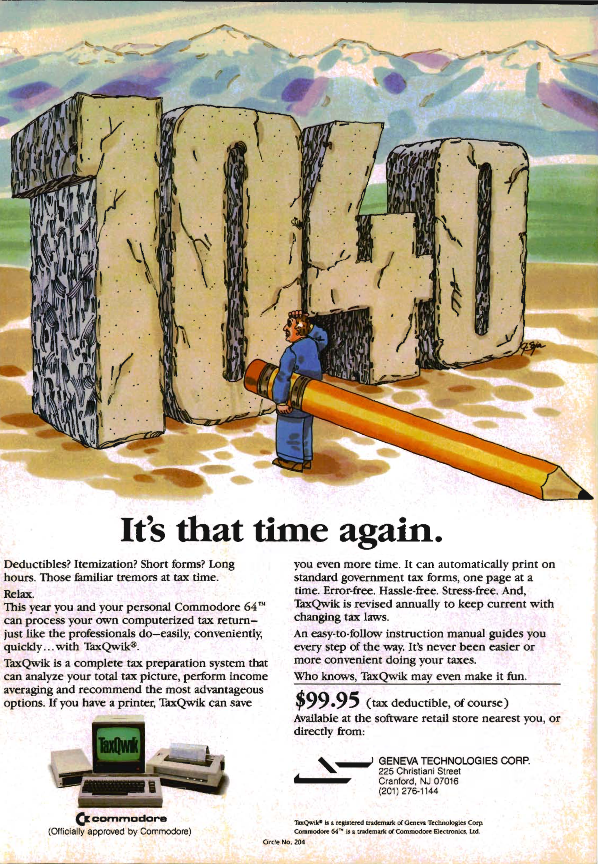 1040
It's that time again.
Deductibles? Itemization? Short forms? Long
hours. Those familiar tremors at tax time.
Relax.
This year you and your personal Commodore 64™
can process your own computerized tax return—
just like the professionals do—easily, conveniently,
quickly...with TaxQwik®.
TaxQwik is a complete tax preparation system that
can analyze your total tax picture, perform income
averaging and recommend the most advantageous
options. If you have a printer, TaxQwik can save
TaxQwik
commodore
(Officially approved by Commodore)
you even more time. It can automatically print on
standard government tax forms, one page at a
time. Error-free. Hassle-free. Stress-free. And,
TaxQwik is revised annually to keep current with
changing tax laws.
An easy-to-follow instruction manual guides you
every step of the way. It's never been easier or
more convenient doing your taxes.
Who knows, TaxQwik may even make it fun.
$99.95 (tax deductible, of course)
Available at the software retail store nearest you, or
directly from:
GENEVA TECHNOLOGIES CORP.
225 Christiani Street
Cranford, NJ 07016
(201) 276-1144
TaxQwik® is a registered trademark of Geneva Technologies Corp.
Commodore 64™ is a trademark of Commodore Electronics, Ltd.
Circle No. 204